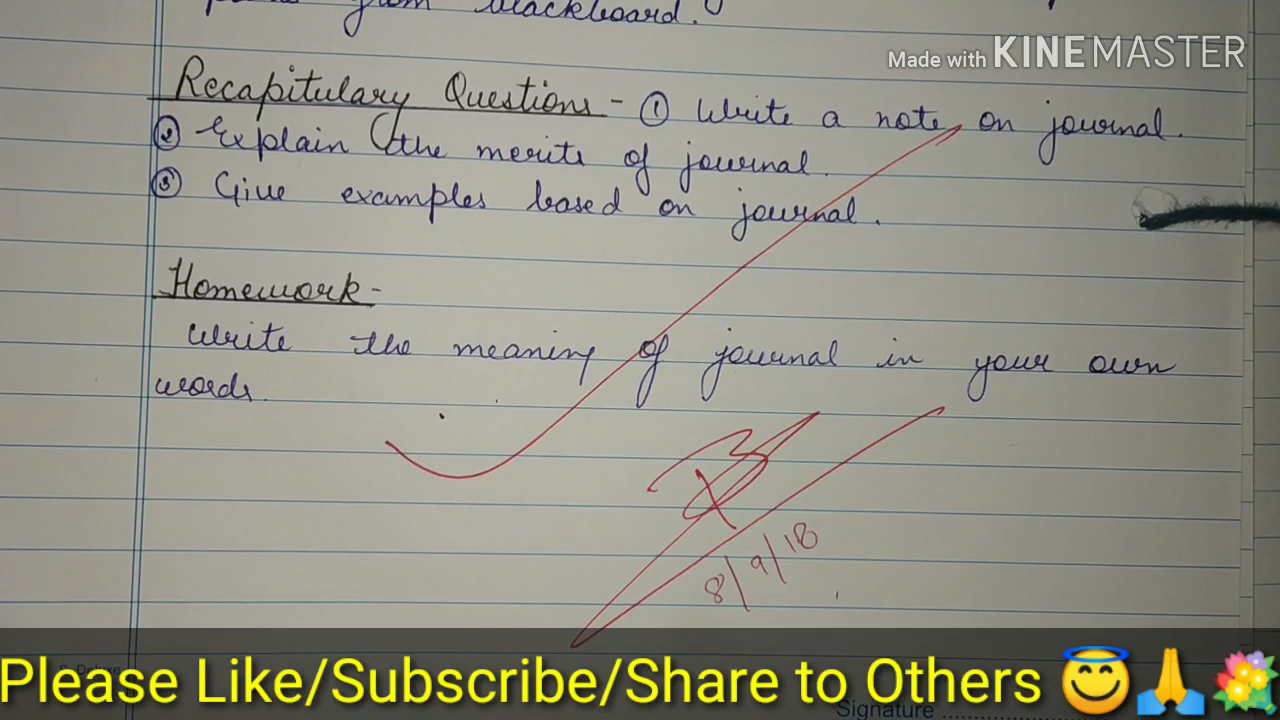 from blackboard.
Made with KINEMASTER
Recapitulary Questions - ① Write a note on journal.
② Explain the merits of journal.
③ Give examples based on journal.
Homework -
Write the meaning of journal in your own
words.
8/9/18
Please Like/Subscribe/Share to Others 😇🙏💐
Signature